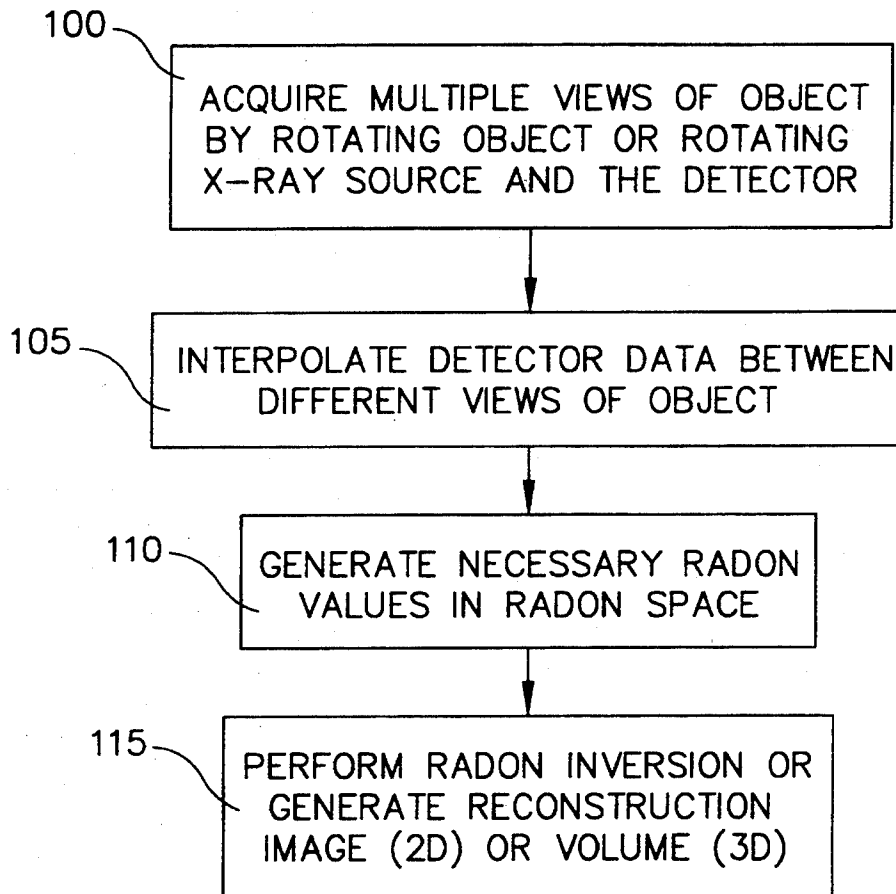 100
ACQUIRE MULTIPLE VIEWS OF OBJECT
BY ROTATING OBJECT OR ROTATING
X-RAY SOURCE AND THE DETECTOR
105
INTERPOLATE DETECTOR DATA BETWEEN
DIFFERENT VIEWS OF OBJECT
110
GENERATE NECESSARY RADON
VALUES IN RADON SPACE
115
PERFORM RADON INVERSION OR
GENERATE RECONSTRUCTION
IMAGE (2D) OR VOLUME (3D)